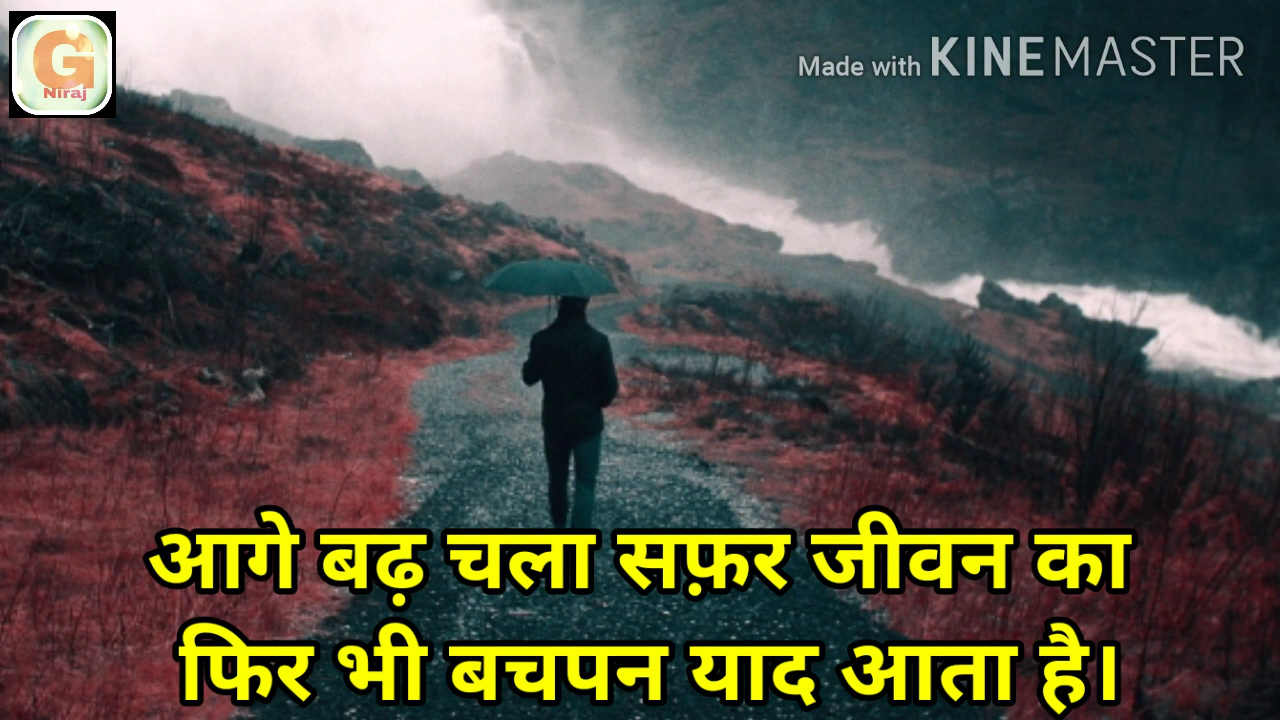 G
Niraj
Made with KINEMASTER
आगे बढ़ चला सफ़र जीवन का
फिर भी बचपन याद आता है।